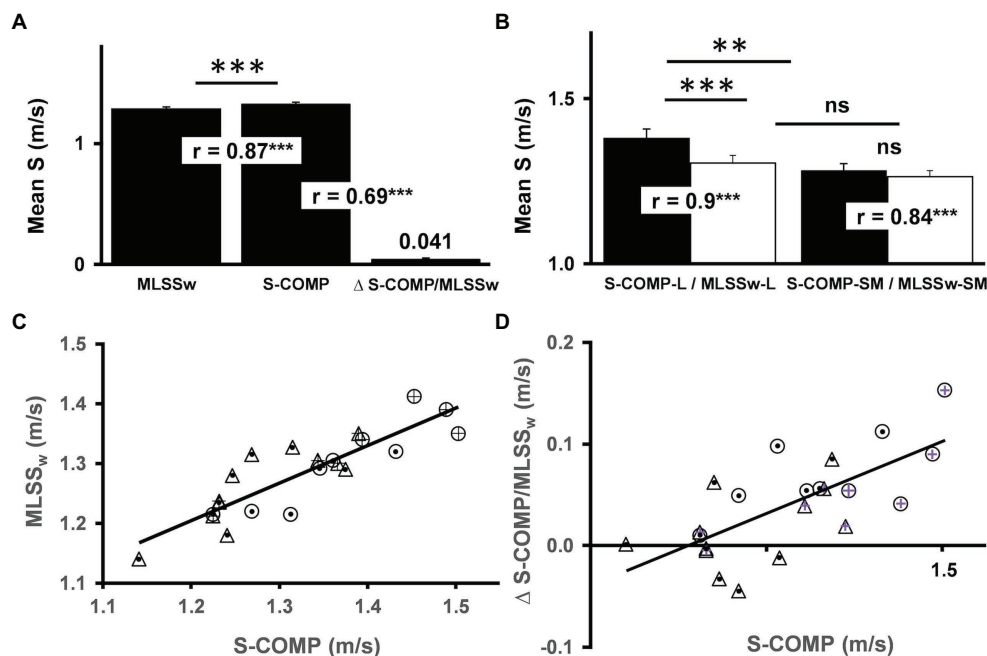 A
Mean S (m/s)
1
0
***
r = 0.87***
r = 0.69***
0.041
MLSSw
S-COMP
Δ S-COMP/MLSSw
B
Mean S (m/s)
1.5
1.0
**
***
ns
ns
r = 0.9***
r = 0.84***
S-COMP-L / MLSSw-L
S-COMP-SM / MLSSw-SM
C
MLSSw (m/s)
1.5
1.4
1.3
1.2
1.1
1.1
1.2
1.3
1.4
1.5
S-COMP (m/s)
D
Δ S-COMP/MLSSw (m/s)
0.2
0.1
0.0
-0.1
1.5
S-COMP (m/s)